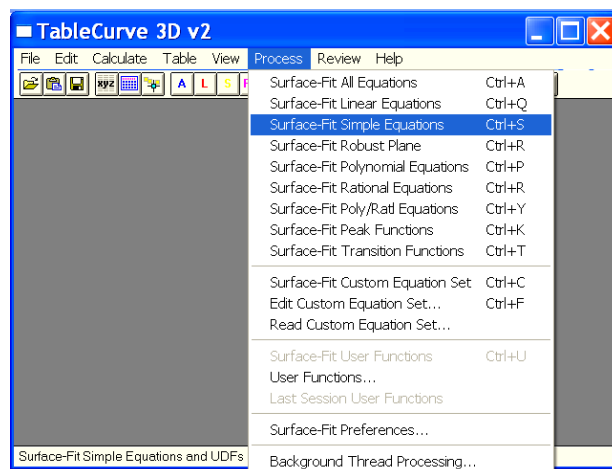 TableCurve 3D v2
File Edit Calculate Table View Process Review Help
xyz A L S
Surface-Fit All Equations Ctrl+A
Surface-Fit Linear Equations Ctrl+Q
Surface-Fit Simple Equations Ctrl+S
Surface-Fit Robust Plane Ctrl+R
Surface-Fit Polynomial Equations Ctrl+P
Surface-Fit Rational Equations Ctrl+R
Surface-Fit Poly/Ratl Equations Ctrl+Y
Surface-Fit Peak Functions Ctrl+K
Surface-Fit Transition Functions Ctrl+T
Surface-Fit Custom Equation Set Ctrl+C
Edit Custom Equation Set... Ctrl+F
Read Custom Equation Set...
Surface-Fit User Functions Ctrl+U
User Functions...
Last Session User Functions
Surface-Fit Preferences...
Surface-Fit Simple Equations and UDFs
Background Thread Processing...